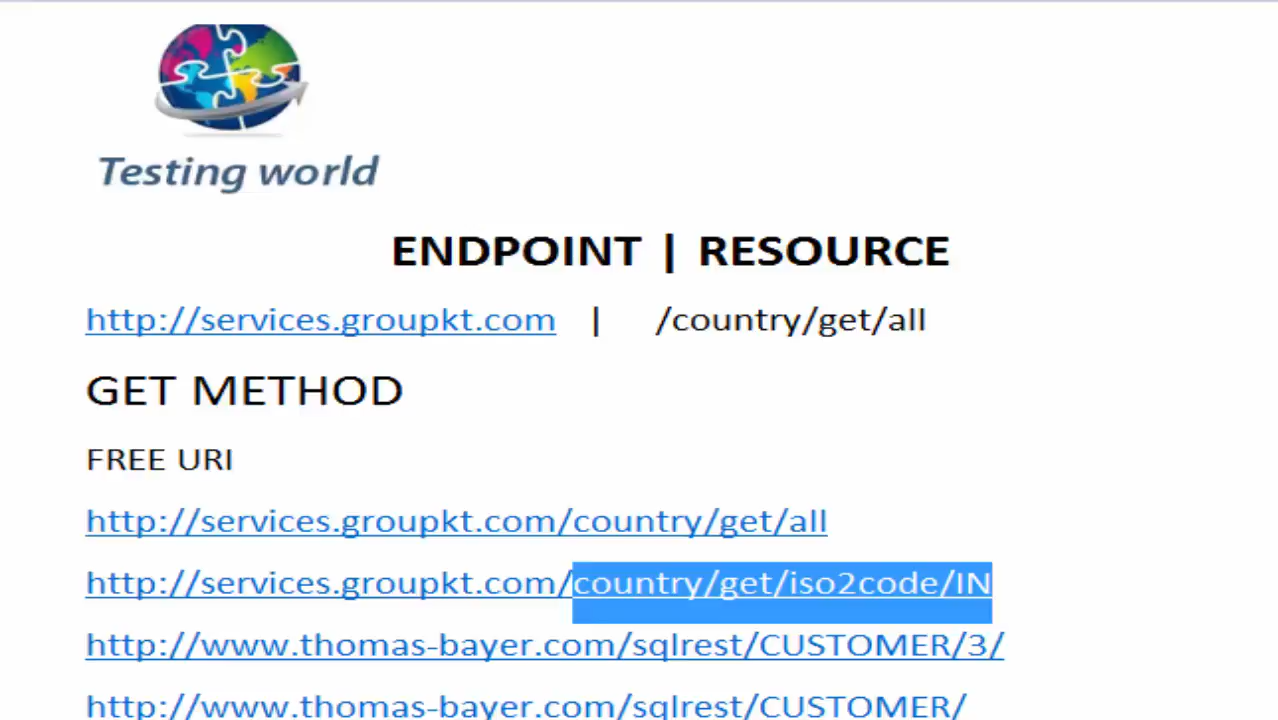 Testing world
ENDPOINT | RESOURCE
http://services.groupkt.com | /country/get/all
GET METHOD
FREE URI
http://services.groupkt.com/country/get/all
http://services.groupkt.com/country/get/iso2code/IN
http://www.thomas-bayer.com/sqlrest/CUSTOMER/3/
http://www.thomas-bayer.com/sqlrest/CUSTOMER/